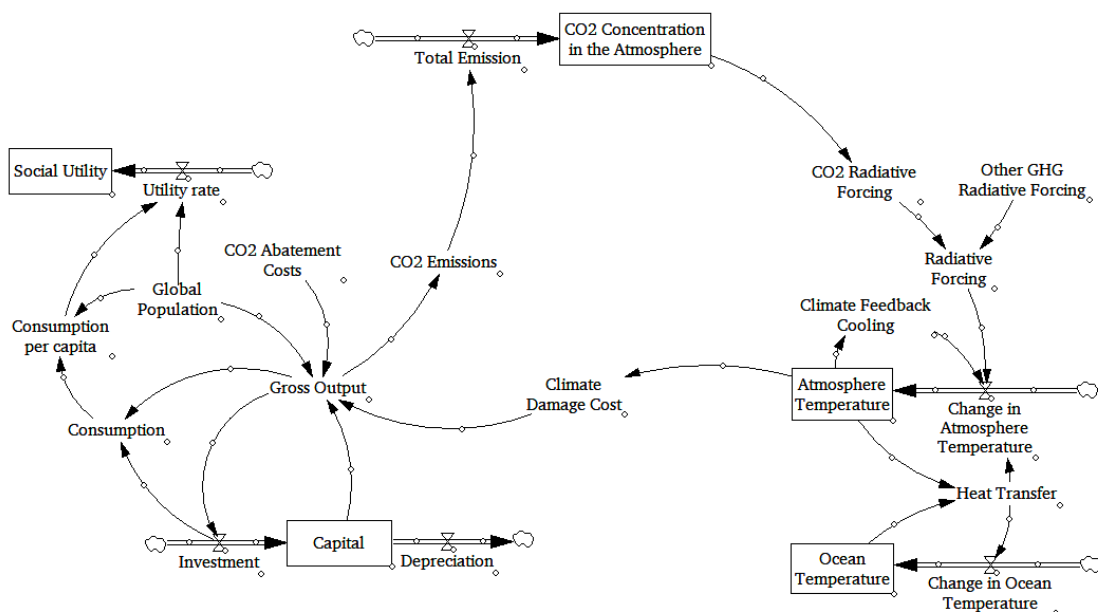 CO2 Concentration
in the Atmosphere
Total Emission
Social Utility
Utility rate
CO2 Radiative
Forcing
Other GHG
Radiative Forcing
CO2 Abatement
Costs
CO2 Emissions
Radiative
Forcing
Global
Population
Climate Feedback
Cooling
Consumption
per capita
Gross Output
Climate
Damage Cost
Atmosphere
Temperature
Change in
Atmosphere
Temperature
Consumption
Heat Transfer
Investment
Capital
Depreciation
Ocean
Temperature
Change in Ocean
Temperature